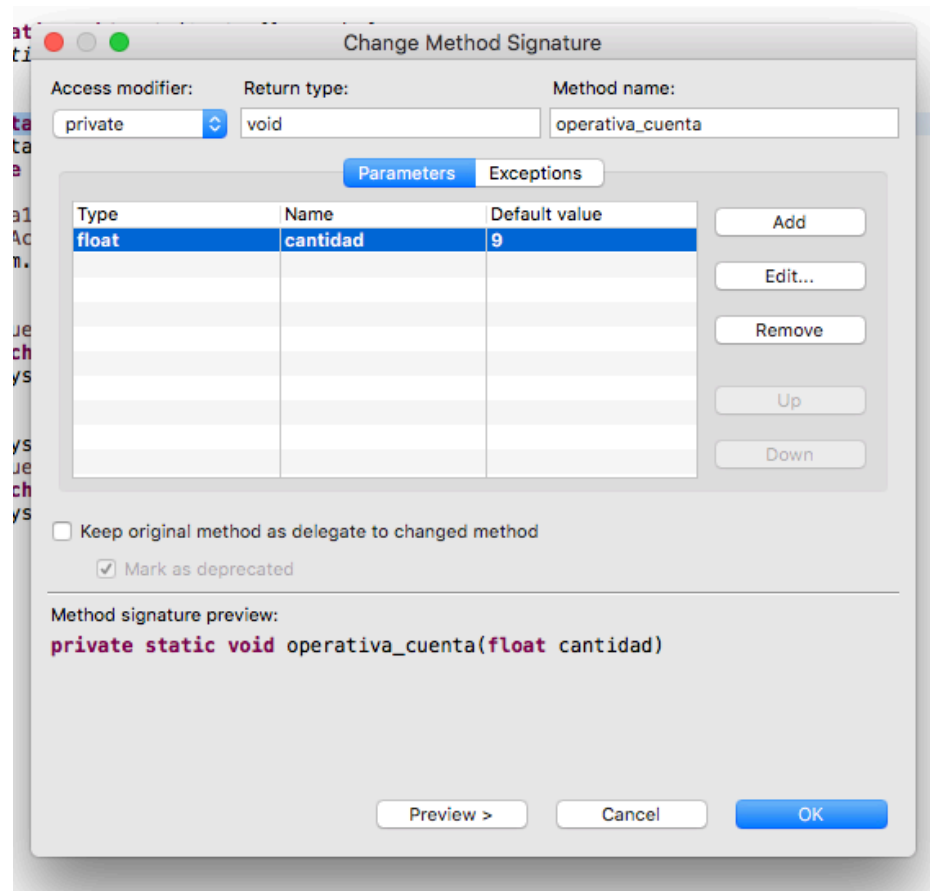 Change Method Signature
Access modifier: Return type: Method name:
private void operativa_cuenta
Parameters Exceptions
Type Name Default value
float cantidad 9
Add
Edit...
Remove
Up
Down
Keep original method as delegate to changed method
Mark as deprecated
Method signature preview:
private static void operativa_cuenta(float cantidad)
Preview > Cancel OK